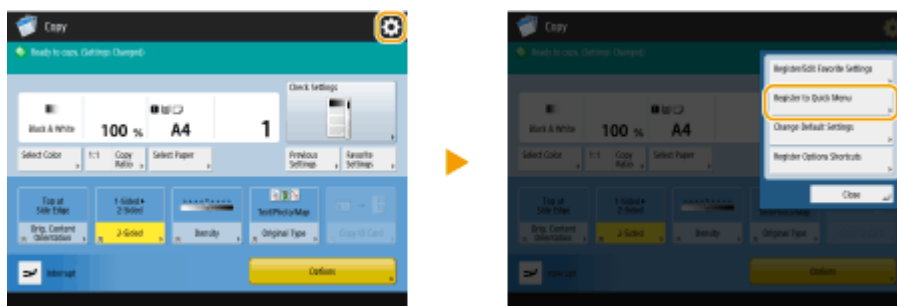 Copy
Ready to copy. (Settings Changed)
Check Settings
Black & White
100 %
A4
1
Select Color
1:1
Copy
Ratio
Select Paper
Previous
Settings
Favorite
Settings
Top at
Side Edge
1-Sided
2-Sided
Text/Photo/Map
Orig. Content
Orientation
2-Sided
Density
Original Type
Copy ID Card
Interrupt
Options
Copy
Ready to copy. (Settings Changed)
Register/Edit Favorite Settings
Register to Quick Menu
Change Default Settings
Register Options Shortcuts
Close
Black & White
100 %
A4
Select Color
1:1
Copy
Ratio
Select Paper
Top at
Side Edge
1-Sided
2-Sided
Orig. Content
Orientation
2-Sided
Density
Original Type
Interrupt
Options